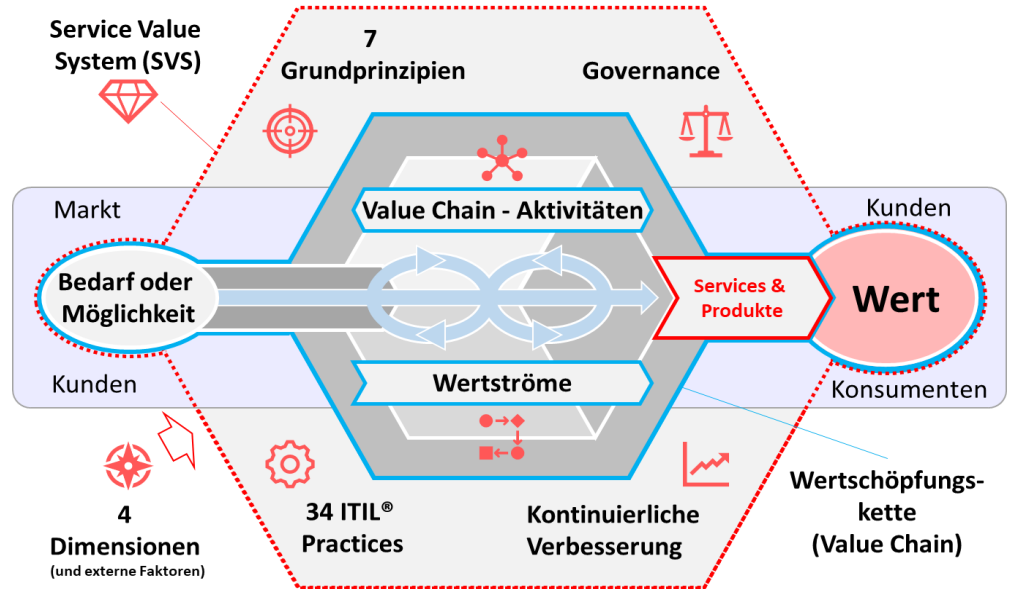 Service Value
System (SVS)
7
Grundprinzipien
Governance
Markt
Kunden
Value Chain - Aktivitäten
Bedarf oder
Möglichkeit
Services &
Produkte
Wert
Kunden
Wertströme
Konsumenten
4
Dimensionen
(und externe Faktoren)
34 ITIL®
Practices
Kontinuierliche
Verbesserung
Wertschöpfungs-
kette
(Value Chain)